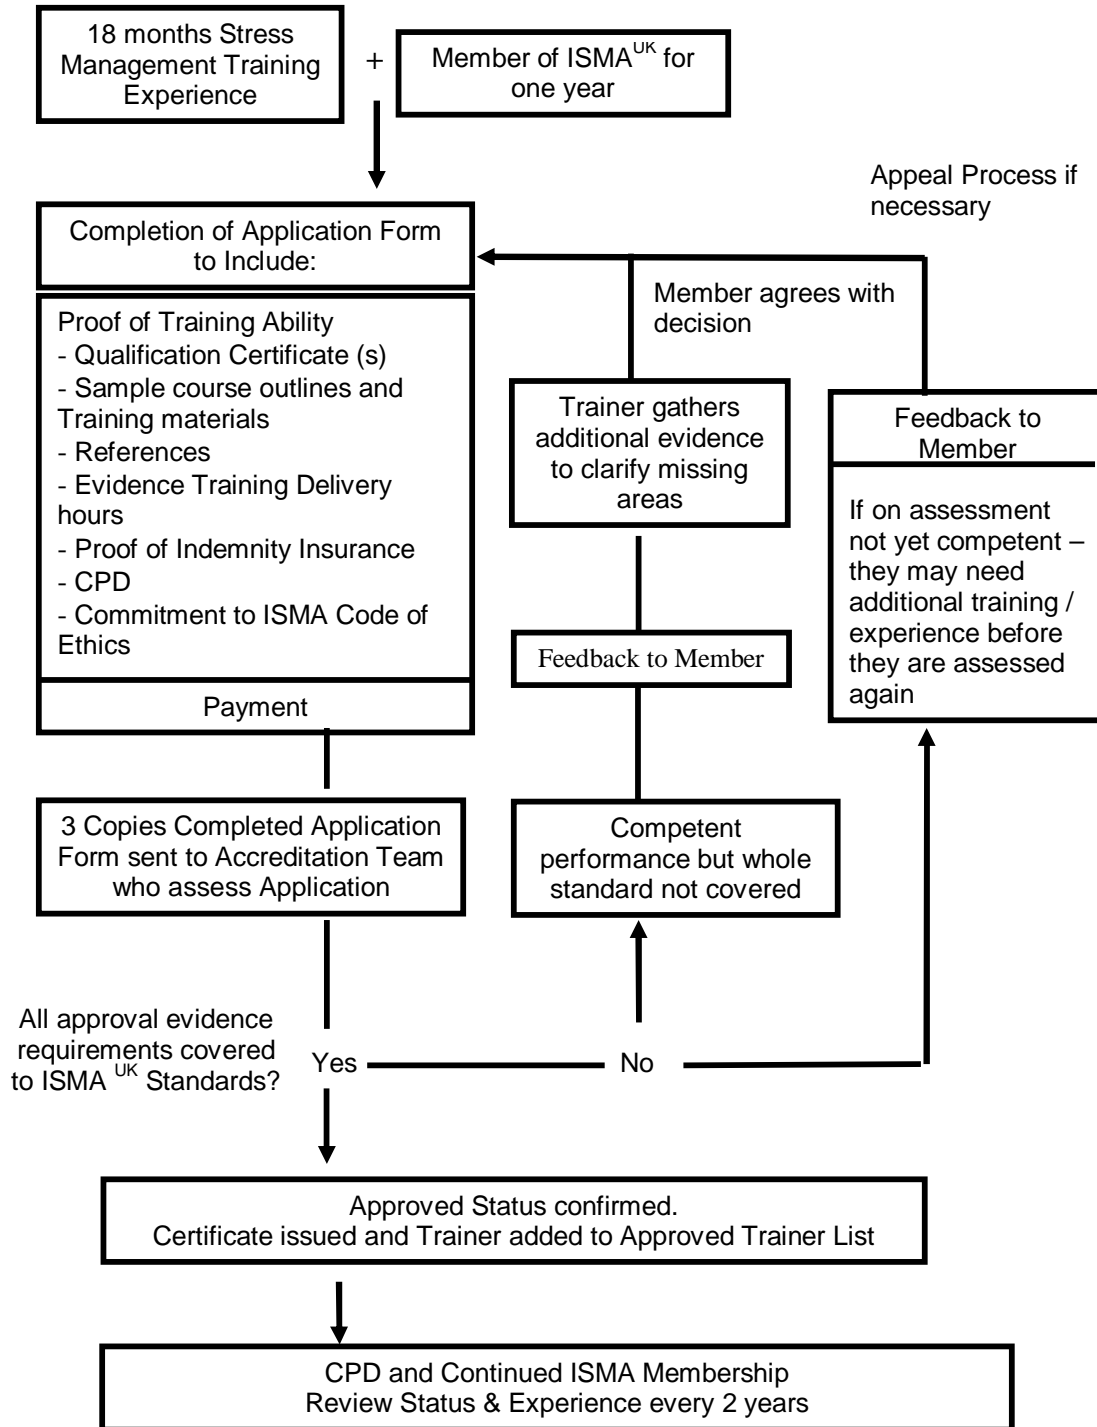 18 months Stress
Management Training
Experience
+
Member of ISMA UK for
one year
Appeal Process if
necessary
Completion of Application Form
to Include:
Proof of Training Ability
- Qualification Certificate (s)
- Sample course outlines and
Training materials
- References
- Evidence Training Delivery
hours
- Proof of Indemnity Insurance
- CPD
- Commitment to ISMA Code of
Ethics
Payment
Member agrees with
decision
Trainer gathers
additional evidence
to clarify missing
areas
Feedback to Member
Competent
performance but whole
standard not covered
Feedback to
Member
If on assessment
not yet competent –
they may need
additional training /
experience before
they are assessed
again
3 Copies Completed Application
Form sent to Accreditation Team
who assess Application
All approval evidence
requirements covered
to ISMA UK Standards?
Yes
No
Approved Status confirmed.
Certificate issued and Trainer added to Approved Trainer List
CPD and Continued ISMA Membership
Review Status & Experience every 2 years